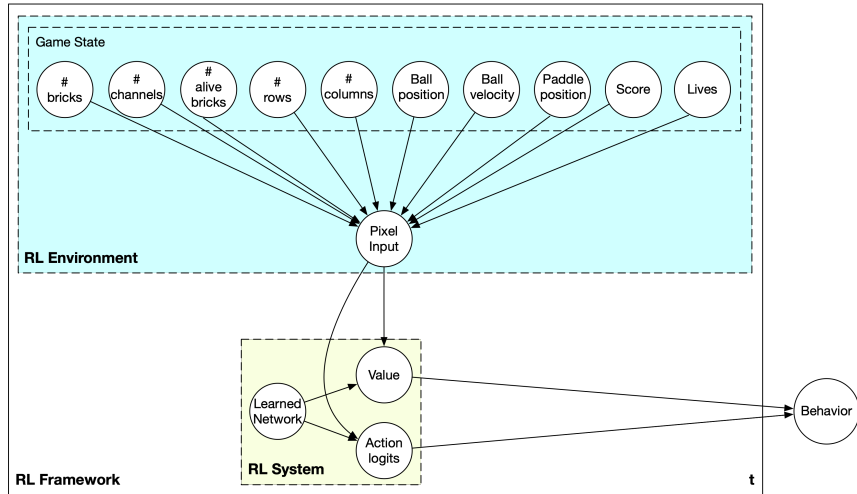 Game State
#
bricks
#
channels
#
alive
bricks
#
rows
#
columns
Ball
position
Ball
velocity
Paddle
position
Score
Lives
Pixel
Input
RL Environment
Value
Learned
Network
Behavior
Action
logits
RL System
RL Framework
t